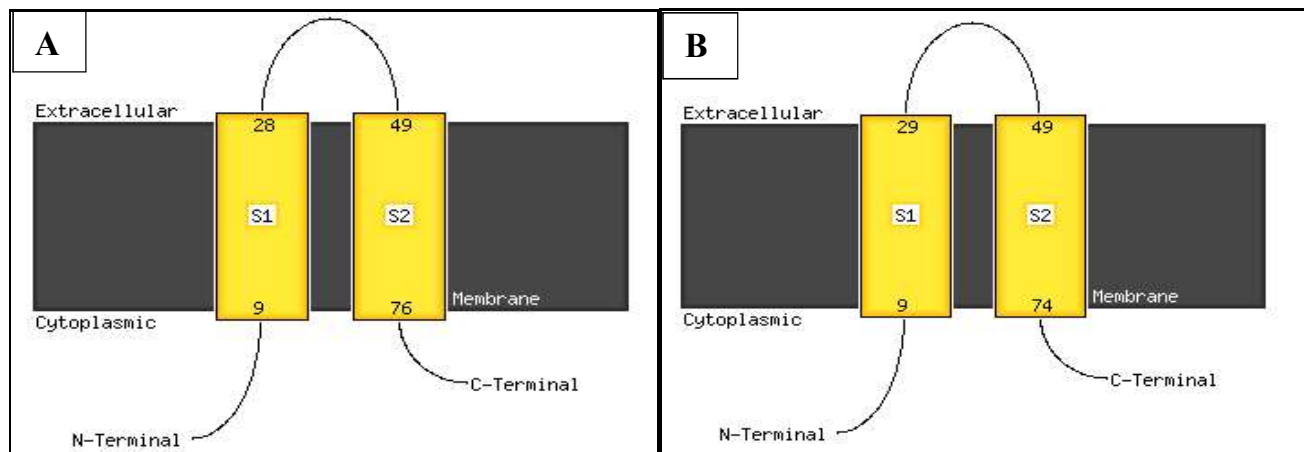 A
Extracellular
28
49
S1
S2
9
76
Membrane
Cytoplasmic
C-Terminal
N-Terminal
B
Extracellular
29
49
S1
S2
9
74
Membrane
Cytoplasmic
C-Terminal
N-Terminal